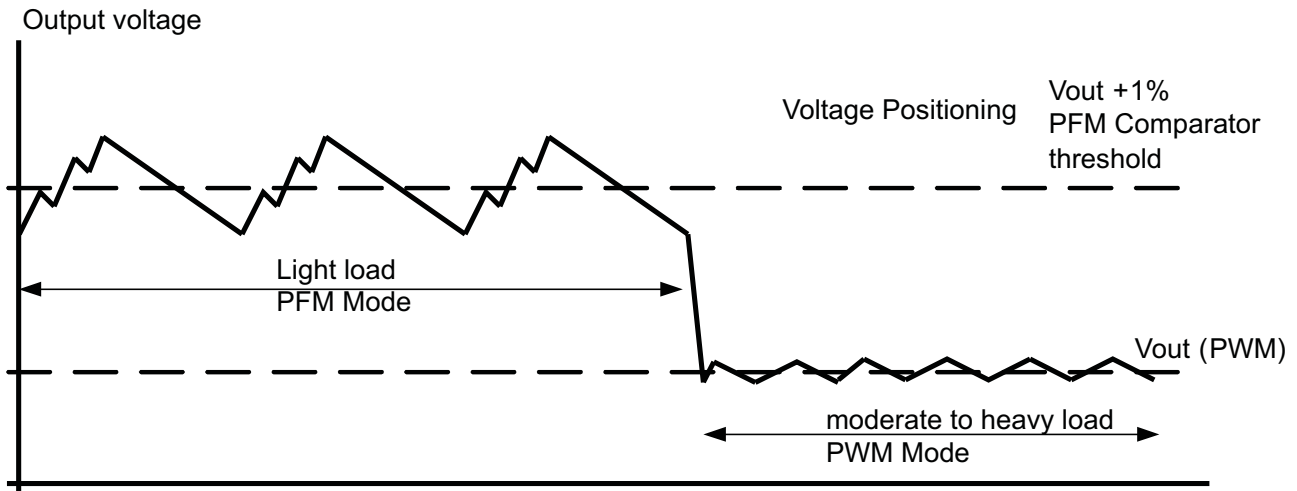 Output voltage
Voltage Positioning
Vout +1%
PFM Comparator
threshold
Light load
PFM Mode
Vout (PWM)
moderate to heavy load
PWM Mode